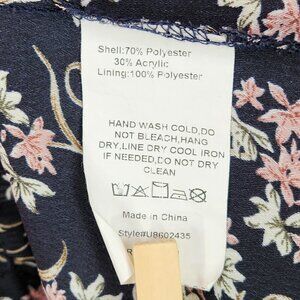 Shell:70% Polyester
30% Acrylic
Lining:100% Polyester
HAND WASH COLD,DO
NOT BLEACH,HANG
DRY,LINE DRY COOL IRON
IF NEEDED,DO NOT DRY
CLEAN
Made in China
Style#U8602435